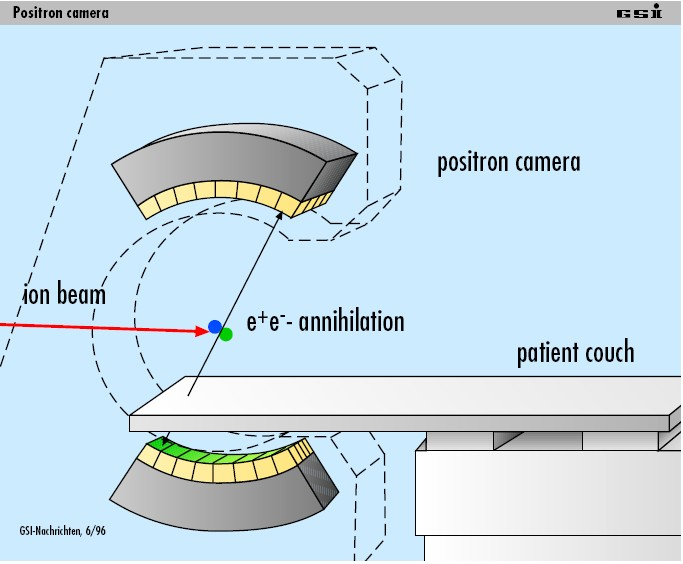 Positron camera
GSI
positron camera
ion beam
e+e-- annihilation
patient couch
GSI-Nachrichten, 6/96